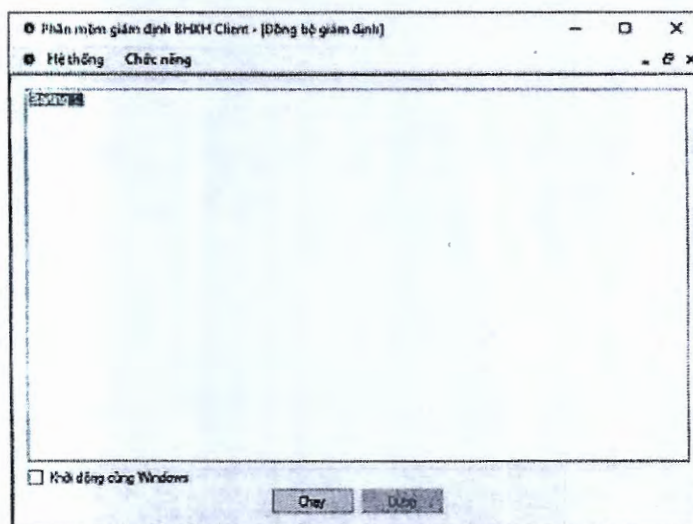 Phần mềm giám định BHXH Client - [Đồng bộ giám định]
Hệ thống Chức năng
Khởi động cùng Windows
Chạy Dừng